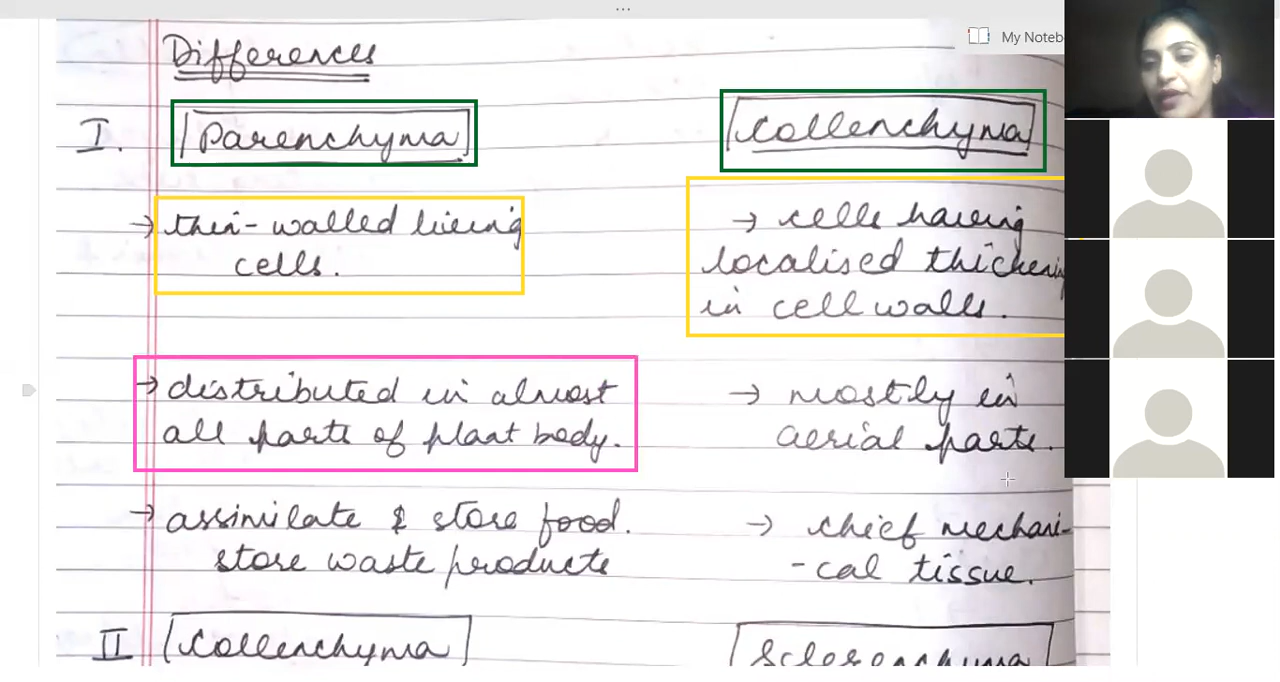 ...
My Noteb
Differences
I. Parenchyma
Collenchyma
→ thin-walled living
cells.
→ cells having
localised thickening
in cell walls.
→ distributed in almost
all parts of plant body.
→ mostly in
aerial parts.
→ assimilate & store food.
store waste products
→ chief mechani-
-cal tissue.
II Collenchyma
Sclerenchyma